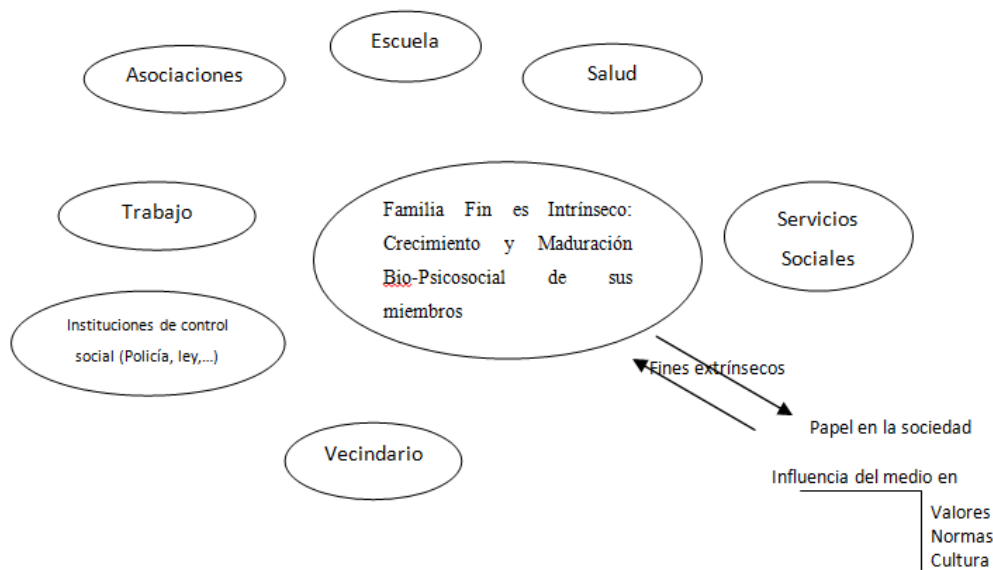 Escuela
Asociaciones
Salud
Trabajo
Familia Fin es Intrínseco:
Crecimiento y Maduración
Bio-Psicosocial de sus
miembros
Servicios
Sociales
Instituciones de control
social (Policía, ley,...)
Fines extrínsecos
Papel en la sociedad
Vecindario
Influencia del medio en
Valores
Normas
Cultura